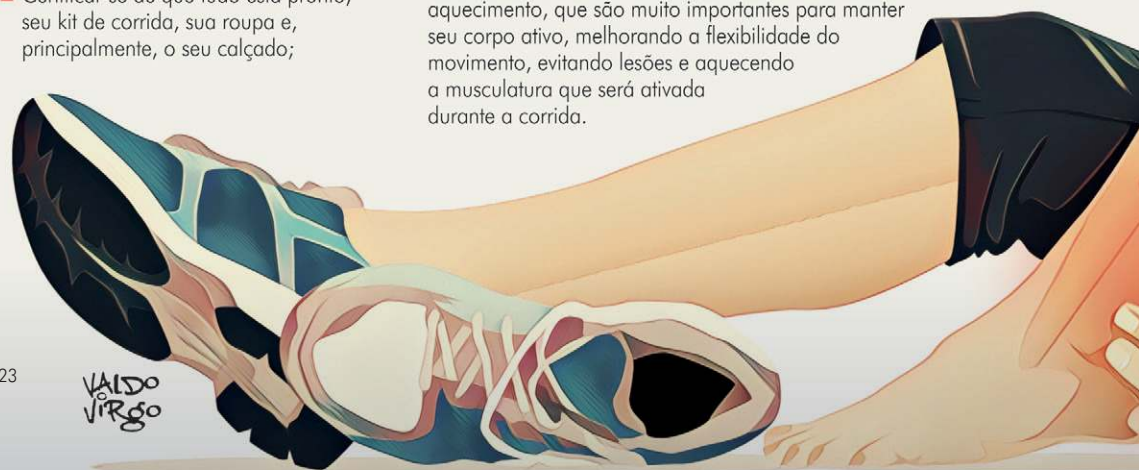 seu kit de corrida, sua roupa e,
principalmente, o seu calçado;
aquecimento, que são muito importantes para manter
seu corpo ativo, melhorando a flexibilidade do
movimento, evitando lesões e aquecendo
a musculatura que será ativada
durante a corrida.
23
VALDO
VIRGO